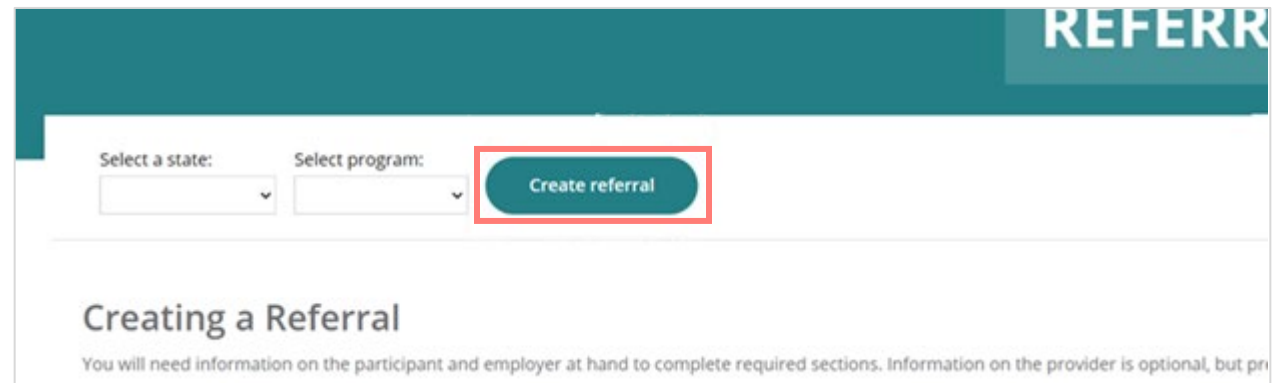 REFERR
Select a state: Select program:
Create referral
Creating a Referral
You will need information on the participant and employer at hand to complete required sections. Information on the provider is optional, but pr